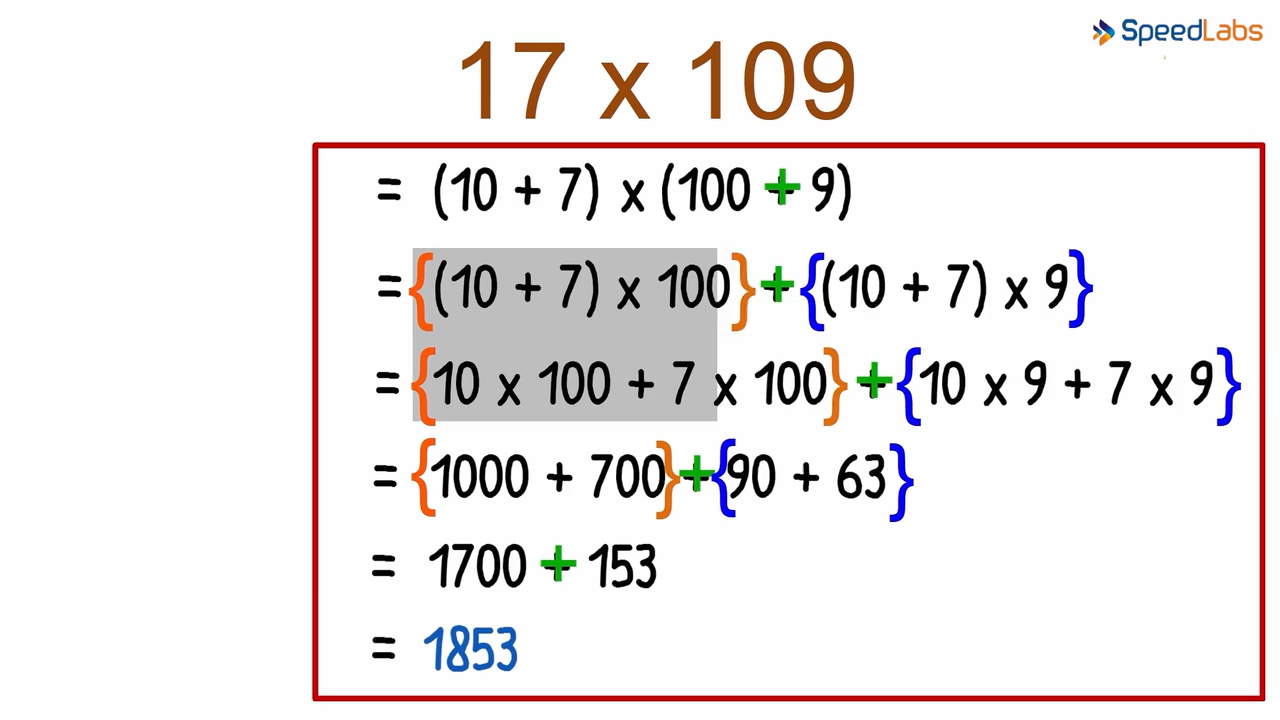 SpeedLabs
17 x 109
= (10 + 7) x (100 + 9)
= {(10 + 7) x 100} + {(10 + 7) x 9}
= {10 x 100 + 7 x 100} + {10 x 9 + 7 x 9}
= {1000 + 700} + {90 + 63}
= 1700 + 153
= 1853